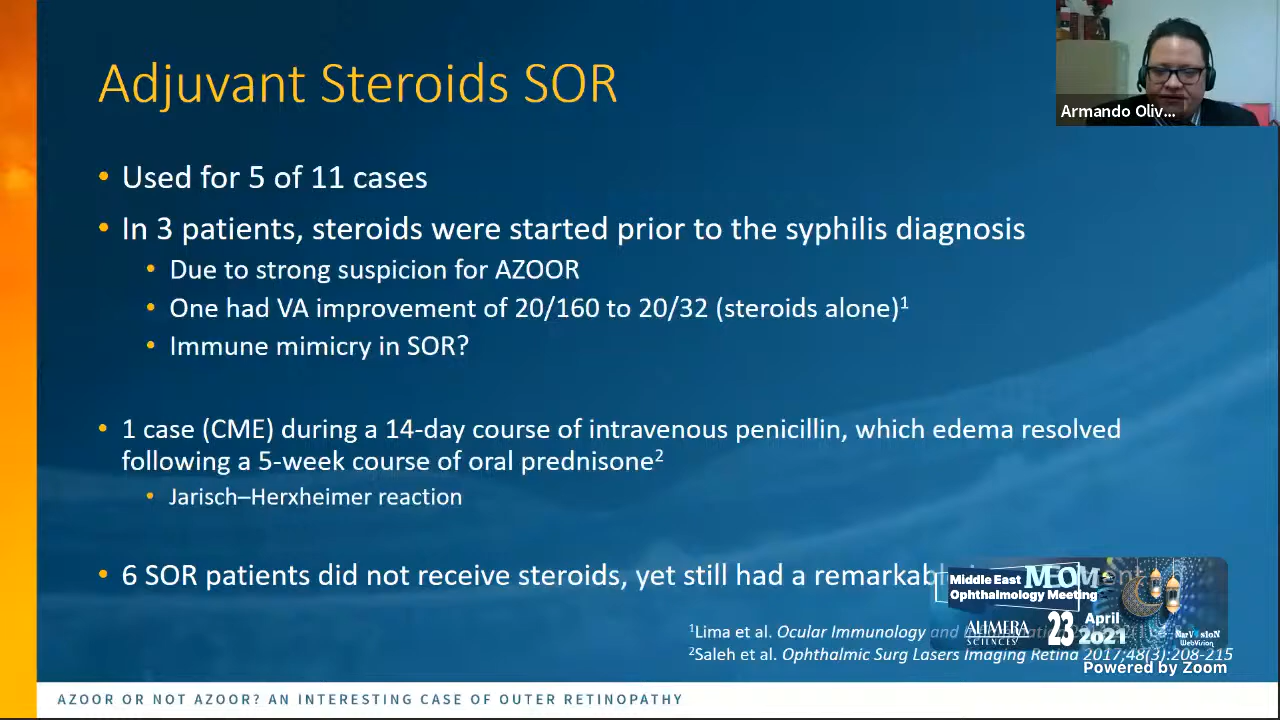 Adjuvant Steroids SOR
Armando Oliv...
• Used for 5 of 11 cases
• In 3 patients, steroids were started prior to the syphilis diagnosis
• Due to strong suspicion for AZOOR
• One had VA improvement of 20/160 to 20/32 (steroids alone)1
• Immune mimicry in SOR?
• 1 case (CME) during a 14-day course of intravenous penicillin, which edema resolved
following a 5-week course of oral prednisone2
• Jarisch–Herxheimer reaction
• 6 SOR patients did not receive steroids, yet still had a
1Lima et al. Ocular Immunology and
2Saleh et al. Ophthalmic Surg Lasers Imaging Retina 2017;48(3):208-215
Middle East MEOM
Ophthalmology Meeting
ALIMERA
SCIENCES
23 April
2021
NarVision
WebVision
Powered by Zoom
AZOOR OR NOT AZOOR? AN INTERESTING CASE OF OUTER RETINOPATHY